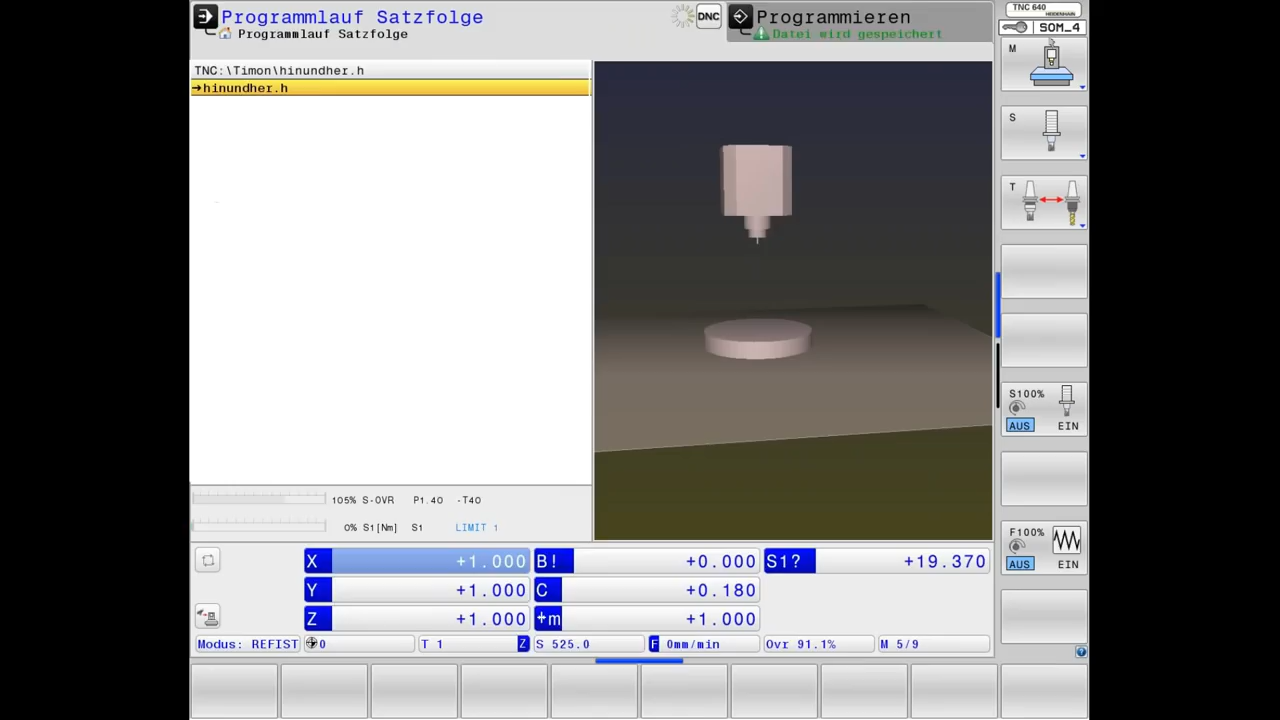 Programmlauf Satzfolge
Programmlauf Satzfolge
DNC
Programmieren
Datei wird gespeichert
TNC 640
HEIDENHAIN
SOM_4
TNC:\Timon\hinundher.h
→hinundher.h
M
S
T
S100%
AUS EIN
F100%
AUS EIN
105% S-OVR P1.40 -T40
0% S1[Nm] S1 LIMIT 1
X +1.000 B! +0.000 S1? +19.370
Y +1.000 C +0.180
Z +1.000 +m +1.000
Modus: REFIST 0 T 1 Z S 525.0 F 0mm/min Ovr 91.1% M 5/9
?